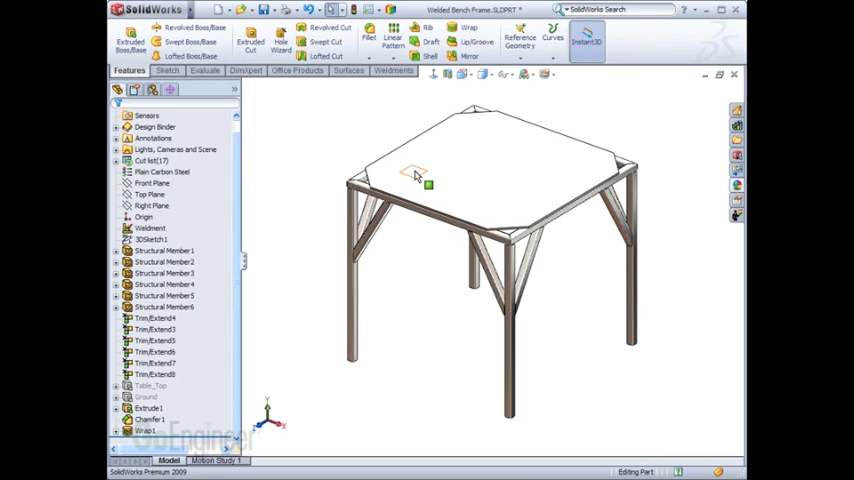 SolidWorks
Welded Bench Frame.SLDPRT *
SolidWorks Search
Extruded Boss/Base
Revolved Boss/Base
Swept Boss/Base
Lofted Boss/Base
Extruded Cut
Hole Wizard
Revolved Cut
Swept Cut
Lofted Cut
Fillet
Linear Pattern
Rib
Draft
Shell
Wrap
Lip/Groove
Mirror
Reference Geometry
Curves
Instant3D
Features
Sketch
Evaluate
DimXpert
Office Products
Surfaces
Weldments
Sensors
Design Binder
Annotations
Lights, Cameras and Scene
Cut list(17)
Plain Carbon Steel
Front Plane
Top Plane
Right Plane
Origin
Weldment
3DSketch1
Structural Member1
Structural Member2
Structural Member3
Structural Member4
Structural Member5
Structural Member6
Trim/Extend4
Trim/Extend3
Trim/Extend5
Trim/Extend6
Trim/Extend7
Trim/Extend8
Table_Top
Ground
Extrude1
Chamfer1
Wrap1
GoEngineer
Y
X
Z
Model
Motion Study 1
SolidWorks Premium 2009
Editing Part